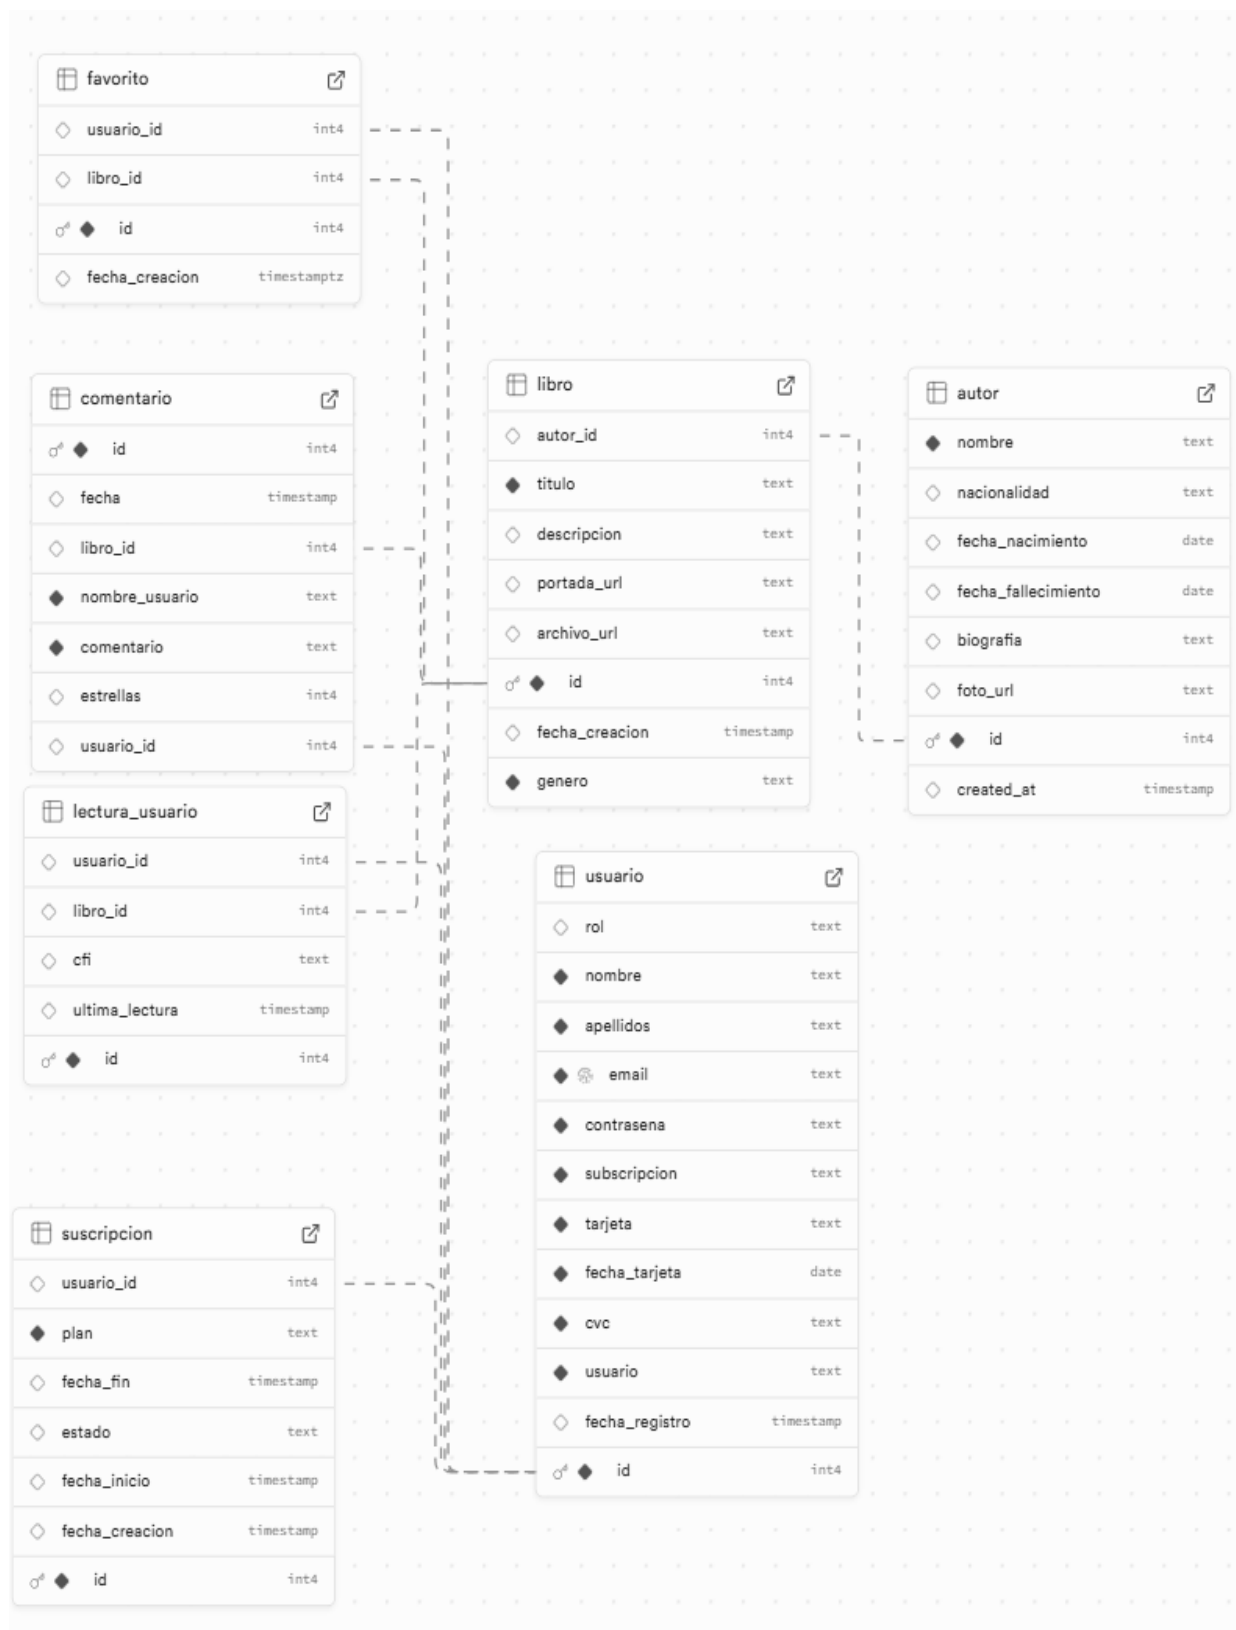 favorito
usuario_id int4
libro_id int4
id int4
fecha_creacion timestamptz
comentario
id int4
fecha timestamp
libro_id int4
nombre_usuario text
comentario text
estrellas int4
usuario_id int4
lectura_usuario
usuario_id int4
libro_id int4
cfi text
ultima_lectura timestamp
id int4
suscripcion
usuario_id int4
plan text
fecha_fin timestamp
estado text
fecha_inicio timestamp
fecha_creacion timestamp
id int4
libro
autor_id int4
titulo text
descripcion text
portada_url text
archivo_url text
id int4
fecha_creacion timestamp
genero text
usuario
rol text
nombre text
apellidos text
email text
contrasena text
subscripcion text
tarjeta text
fecha_tarjeta date
cvc text
usuario text
fecha_registro timestamp
id int4
autor
nombre text
nacionalidad text
fecha_nacimiento date
fecha_fallecimiento date
biografia text
foto_url text
id int4
created_at timestamp